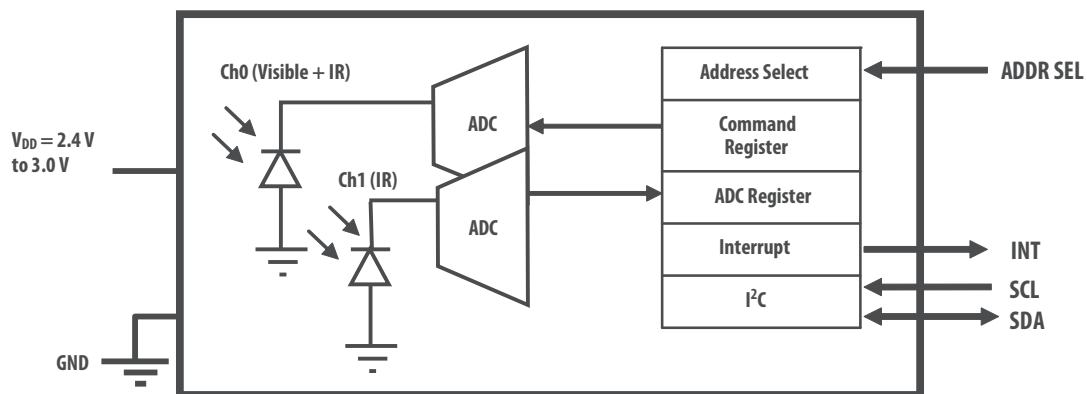 Ch0 (Visible + IR)
Address Select
ADDR SEL
ADC
Command
Register
VDD = 2.4 V
to 3.0 V
Ch1 (IR)
ADC Register
ADC
Interrupt
INT
I²C
SCL
SDA
GND